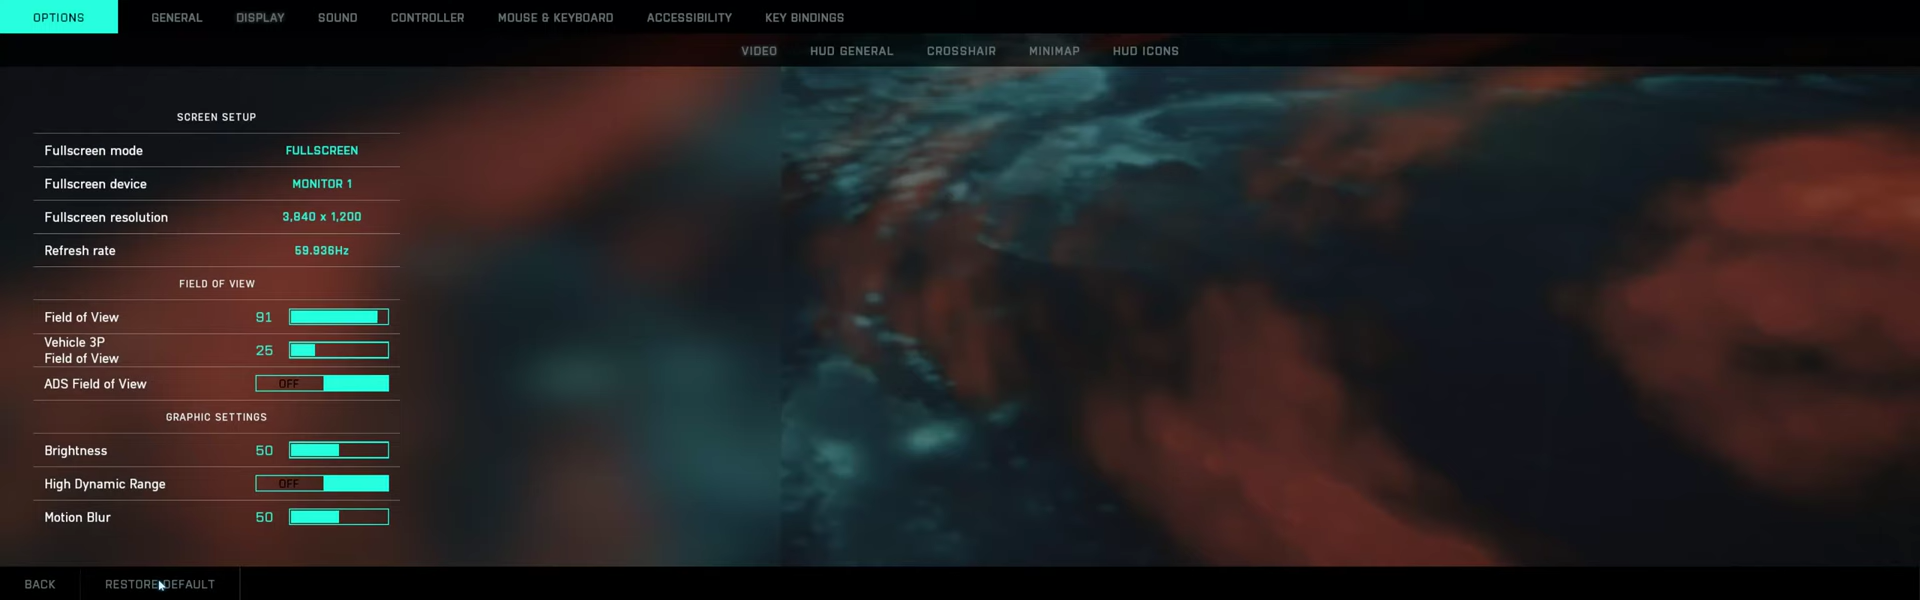 OPTIONS GENERAL DISPLAY SOUND CONTROLLER MOUSE & KEYBOARD ACCESSIBILITY KEY BINDINGS
VIDEO HUD GENERAL CROSSHAIR MINIMAP HUD ICONS
SCREEN SETUP
Fullscreen mode FULLSCREEN
Fullscreen device MONITOR 1
Fullscreen resolution 3,840 x 1,200
Refresh rate 59.936Hz
FIELD OF VIEW
Field of View 91
Vehicle 3P
Field of View 25
ADS Field of View OFF
GRAPHIC SETTINGS
Brightness 50
High Dynamic Range OFF
Motion Blur 50
BACK RESTORE DEFAULT